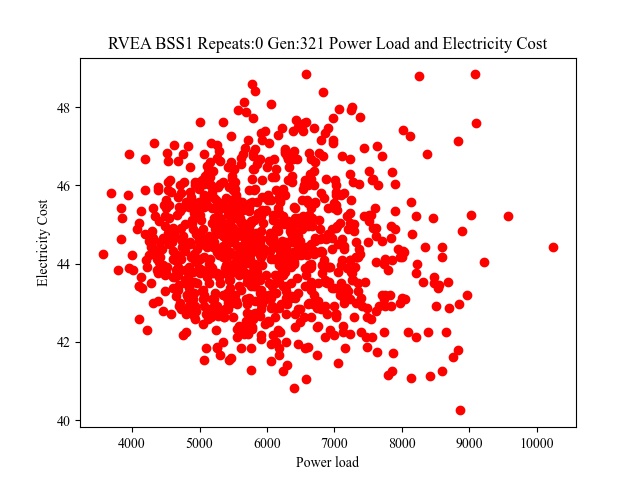 RVEA BSS1 Repeats:0 Gen:321 Power Load and Electricity Cost
48
46
44
42
40
Electricity Cost
4000 5000 6000 7000 8000 9000 10000
Power load